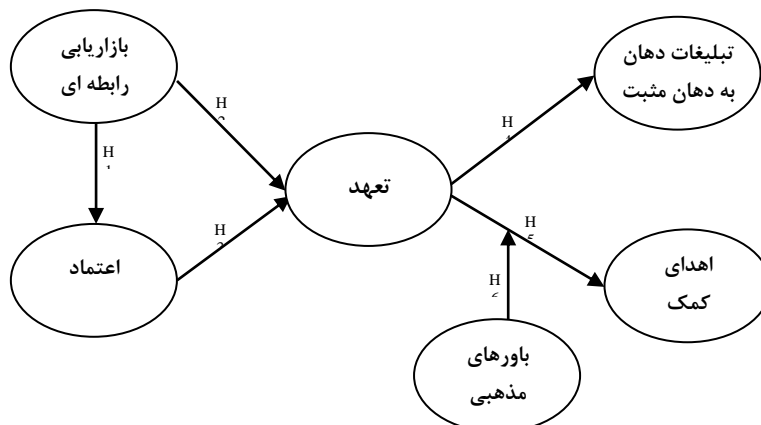 بازاریابی
رابطه ای
تبلیغات دهان
به دهان مثبت
H
H
H
تعهد
اعتماد
H
H
H
اهدای
کمک
باورهای
مذهبی